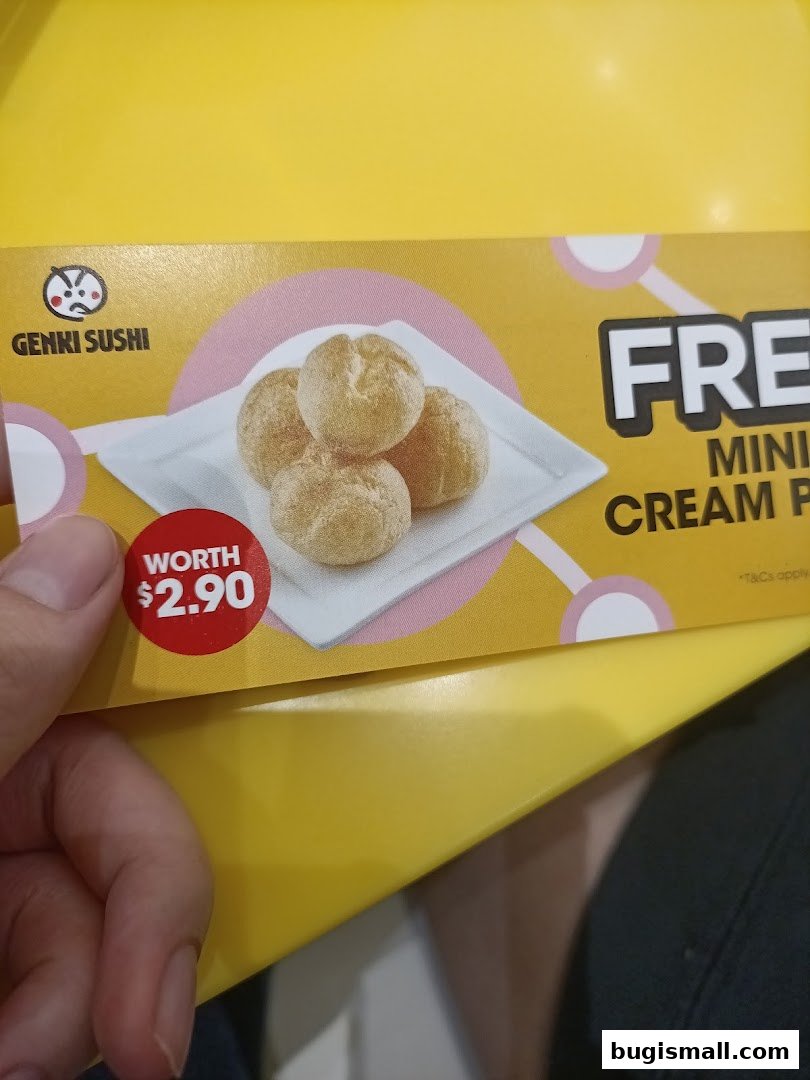 GENKI SUSHI
FRE
MINI
CREAM P
WORTH
$2.90
*T&Cs apply
bugismall.com